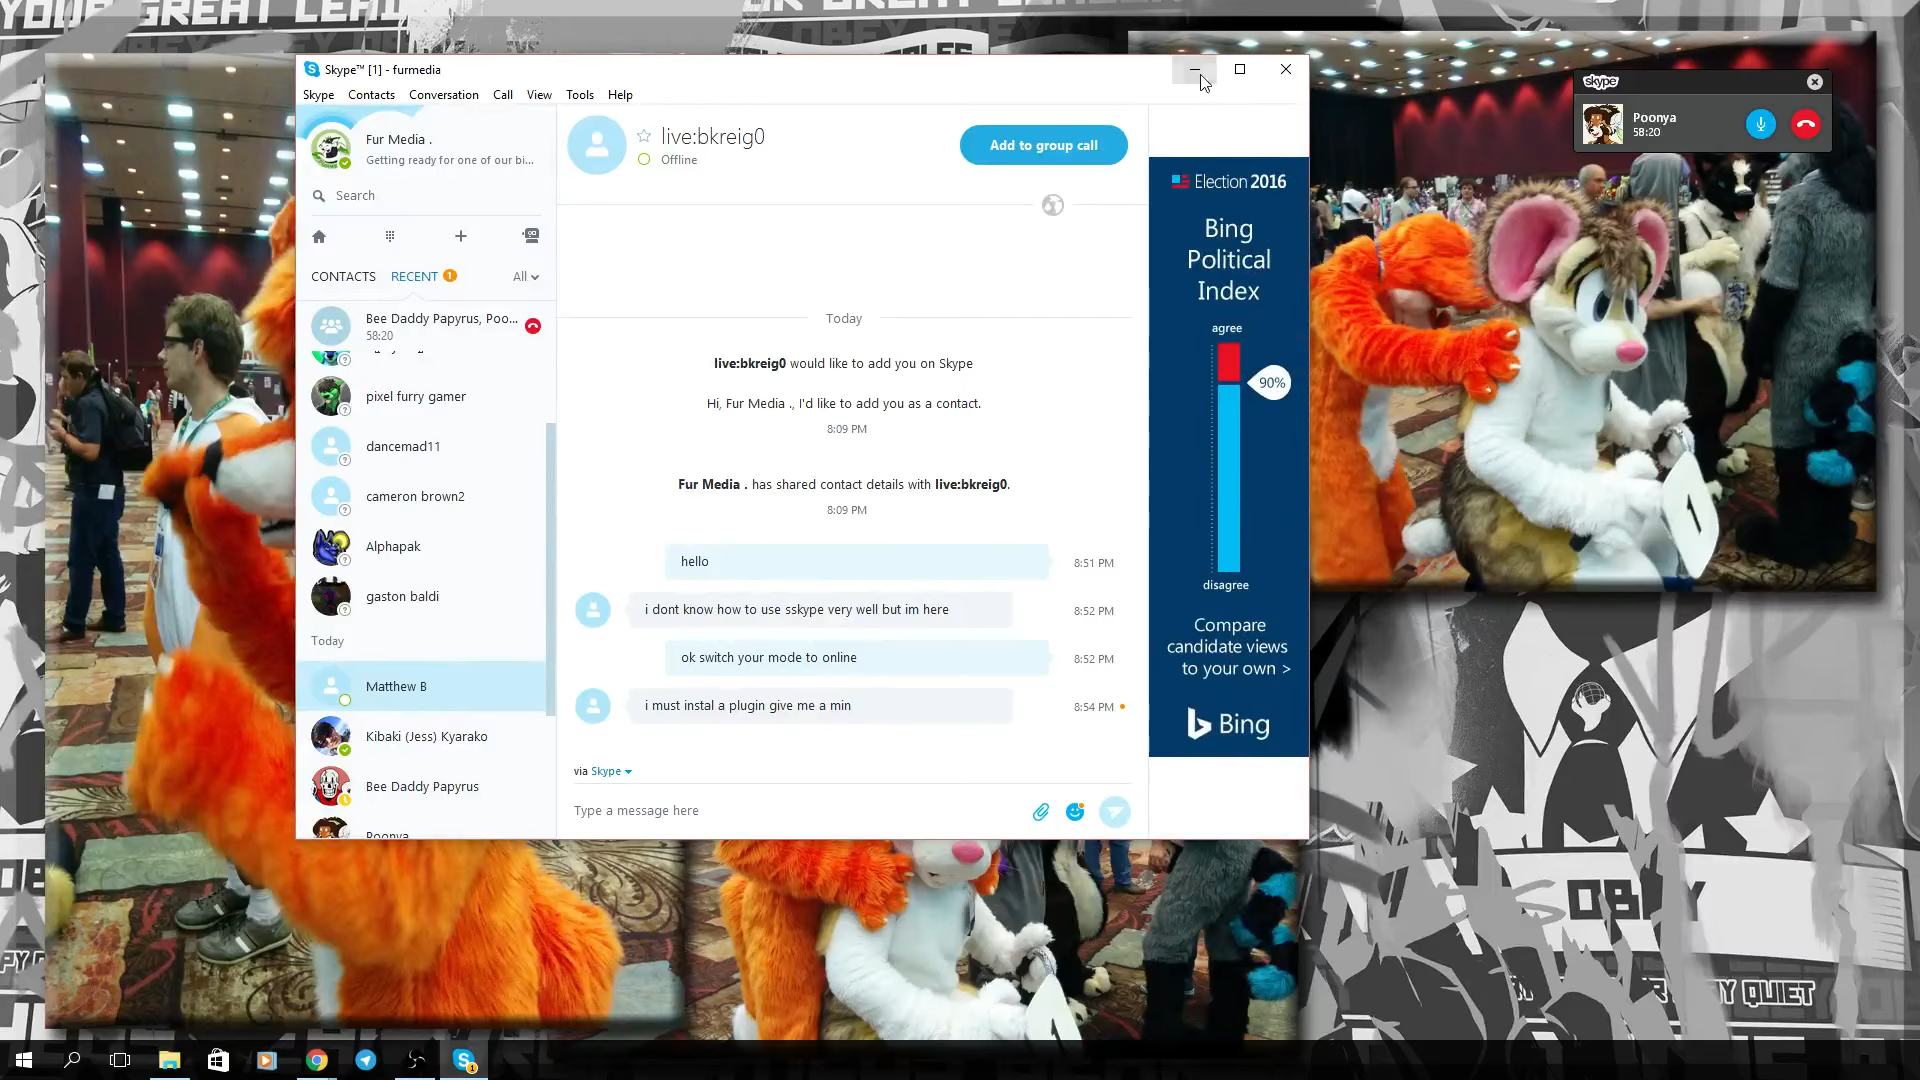 YOUR GREAT LEADER
Skype™ [1] - furmedia
Skype Contacts Conversation Call View Tools Help
Fur Media .
Getting ready for one of our bi...
Search
CONTACTS RECENT 1 All
Bee Daddy Papyrus, Poo...
58:20
pixel furry gamer
dancemad11
cameron brown2
Alphapak
gaston baldi
Today
Matthew B
Kibaki (Jess) Kyarako
Bee Daddy Papyrus
Poonya
live:bkreig0
Offline
Add to group call
Today
live:bkreig0 would like to add you on Skype
Hi, Fur Media ., I'd like to add you as a contact.
8:09 PM
Fur Media . has shared contact details with live:bkreig0.
8:09 PM
hello 8:51 PM
i dont know how to use sskype very well but im here 8:52 PM
ok switch your mode to online 8:52 PM
i must instal a plugin give me a min 8:54 PM
via Skype
Type a message here
Election 2016
Bing
Political
Index
agree
90%
disagree
Compare
candidate views
to your own >
Bing
skype
Poonya
58:20
QUIET